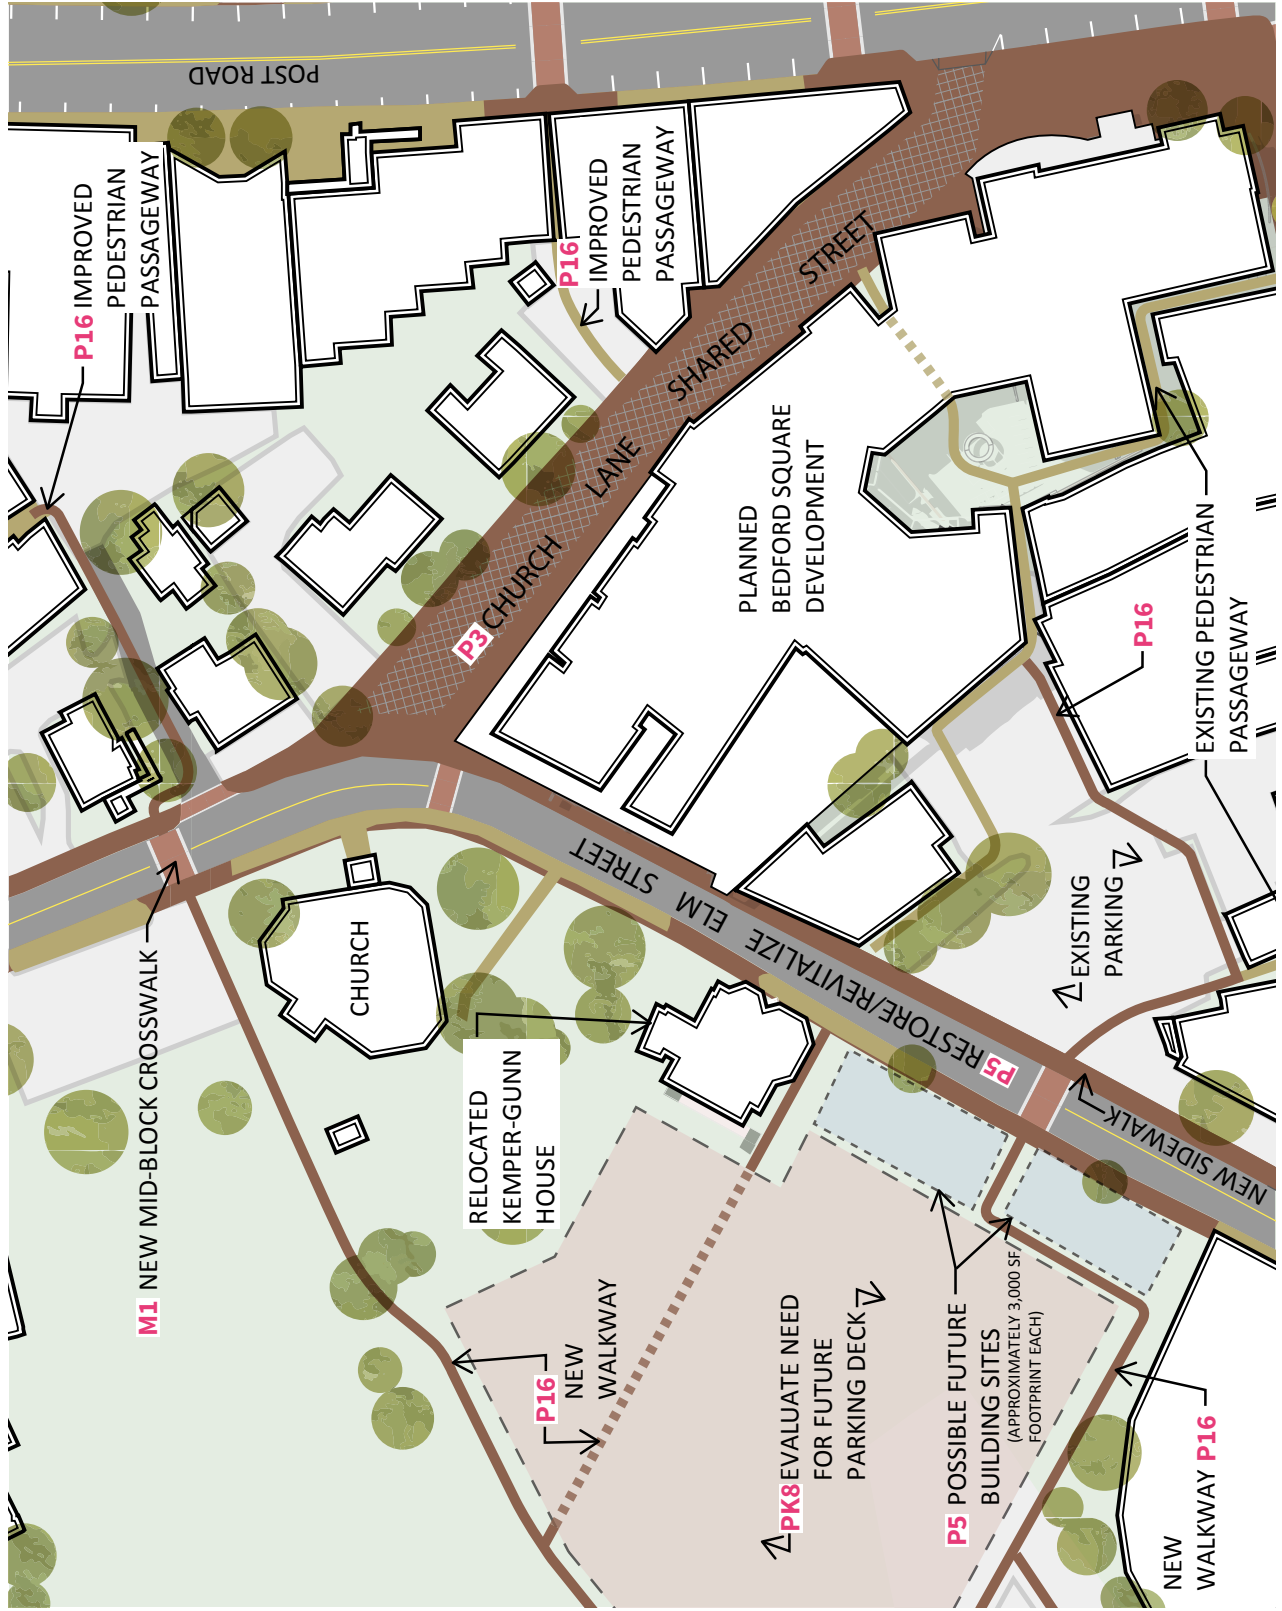 POST ROAD
P16 IMPROVED
PEDESTRIAN
PASSAGEWAY
P16
IMPROVED
PEDESTRIAN
PASSAGEWAY
P3 CHURCH LANE SHARED STREET
PLANNED
BEDFORD SQUARE
DEVELOPMENT
EXISTING PEDESTRIAN
PASSAGEWAY
P16
M1 NEW MID-BLOCK CROSSWALK
CHURCH
P5 RESTORE/REVITALIZE ELM STREET
EXISTING
PARKING
RELOCATED
KEMPER-GUNN
HOUSE
NEW SIDEWALK
P16
NEW
WALKWAY
PK8 EVALUATE NEED
FOR FUTURE
PARKING DECK
P5 POSSIBLE FUTURE
BUILDING SITES
(APPROXIMATELY 3,000 SF
FOOTPRINT EACH)
NEW
WALKWAY P16